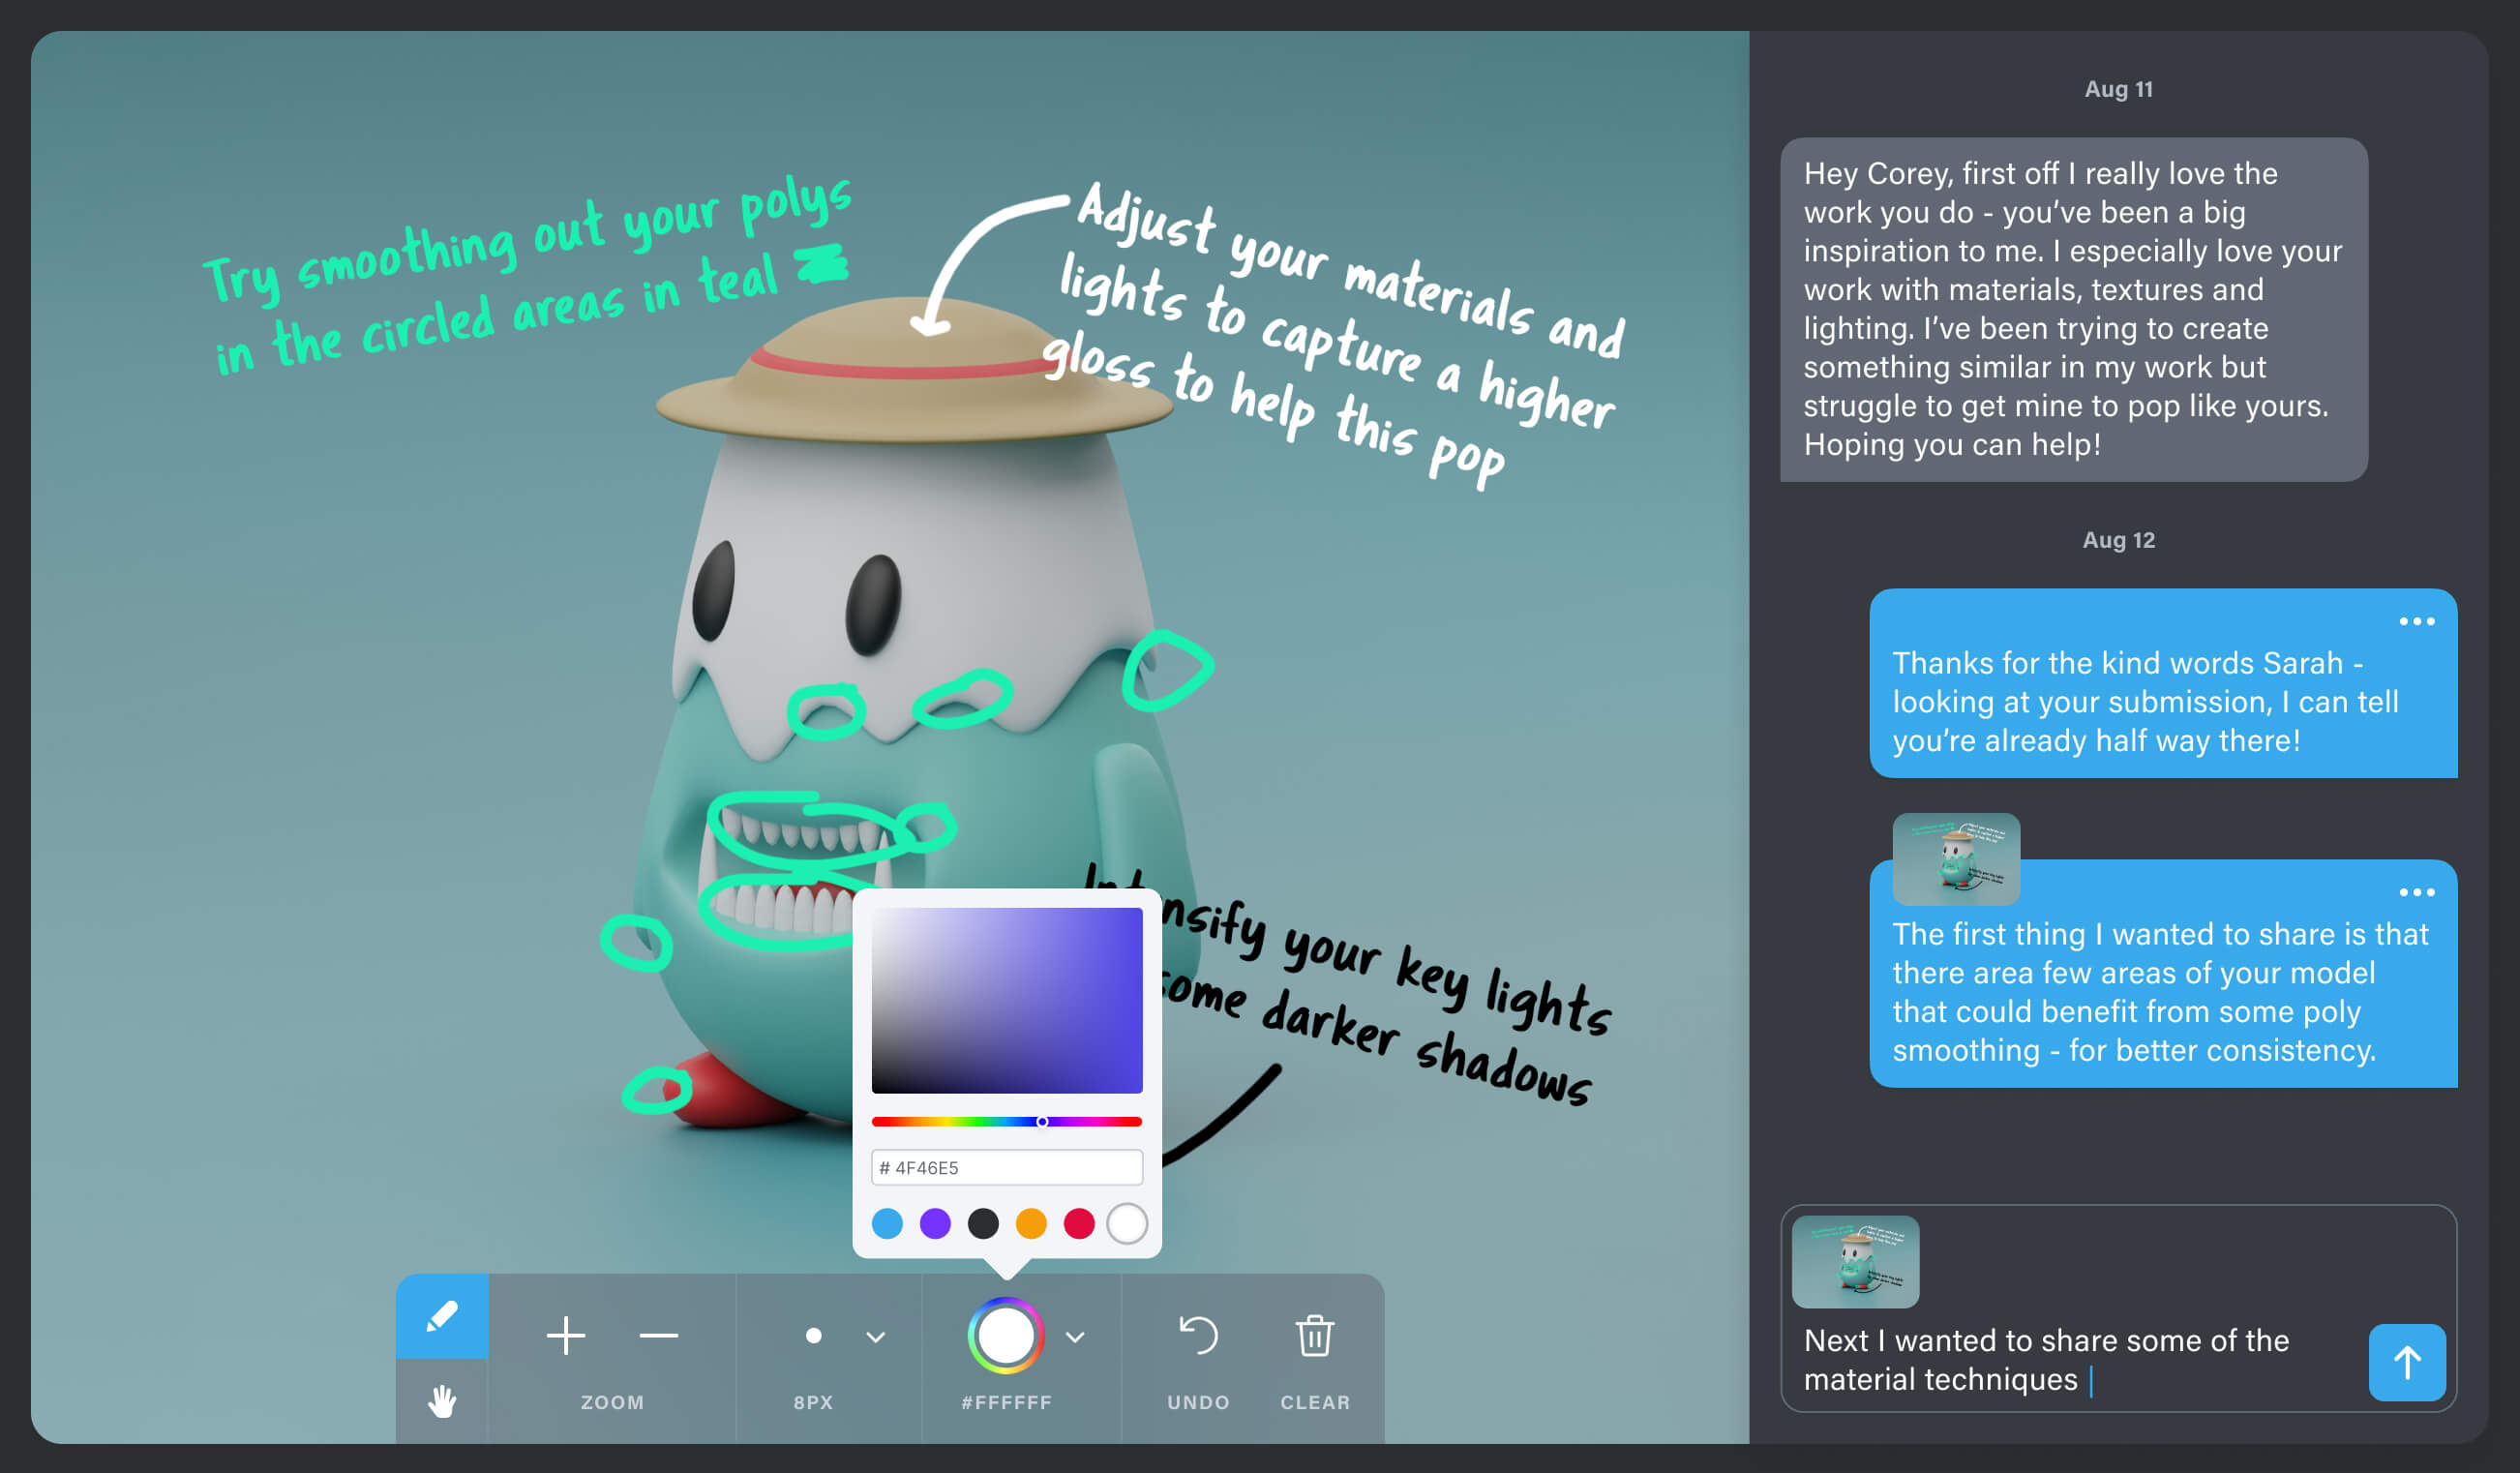 Try smoothing out your polys
in the circled areas in teal
Adjust your materials and
lights to capture a higher
gloss to help this pop
nsify your key lights
some darker shadows
# 4F46E5
ZOOM
8PX
#FFFFFF
UNDO
CLEAR
Aug 11
Hey Corey, first off I really love the
work you do - you’ve been a big
inspiration to me. I especially love your
work with materials, textures and
lighting. I’ve been trying to create
something similar in my work but
struggle to get mine to pop like yours.
Hoping you can help!
Aug 12
Thanks for the kind words Sarah -
looking at your submission, I can tell
you’re already half way there!
The first thing I wanted to share is that
there area few areas of your model
that could benefit from some poly
smoothing - for better consistency.
Next I wanted to share some of the
material techniques